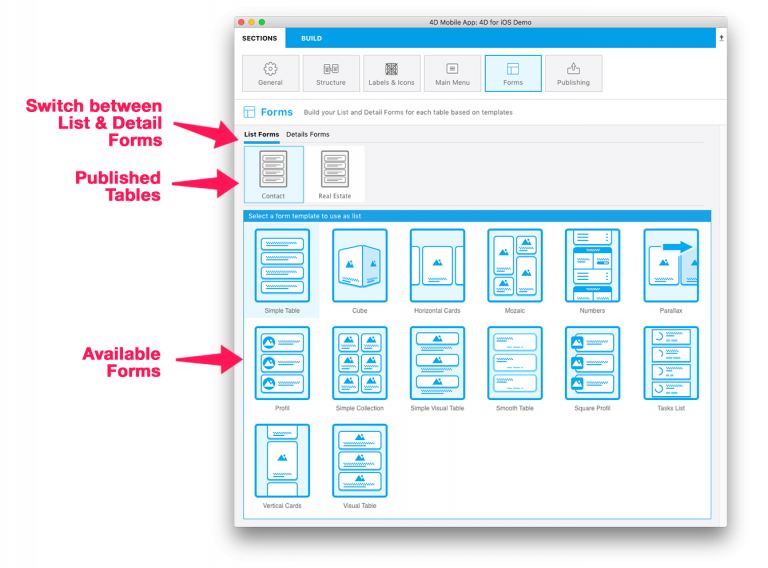 4D Mobile App: 4D for iOS Demo
SECTIONS BUILD
General Structure Labels & Icons Main Menu Forms Publishing
Forms Build your List and Detail Forms for each table based on templates
Switch between
List & Detail
Forms
List Forms Details Forms
Published
Tables
Contact Real Estate
Select a form template to use as list
Simple Table Cube Horizontal Cards Mozaic Numbers Parallax
Available
Forms
Profil Simple Collection Simple Visual Table Smooth Table Square Profil Tasks List
Vertical Cards Visual Table